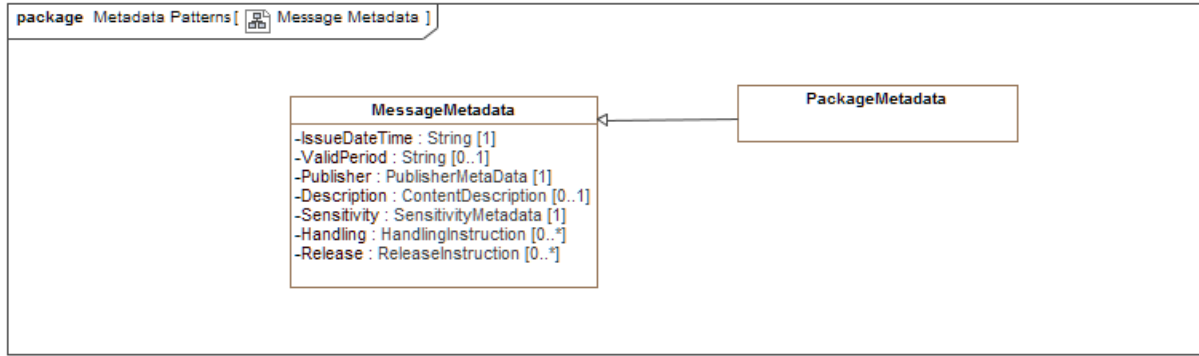 package Metadata Patterns[ Message Metadata ]
MessageMetadata
-IssueDateTime : String [1]
-ValidPeriod : String [0..1]
-Publisher : PublisherMetaData [1]
-Description : ContentDescription [0..1]
-Sensitivity : SensitivityMetadata [1]
-Handling : HandlingInstruction [0..*]
-Release : ReleaseInstruction [0..*]
PackageMetadata